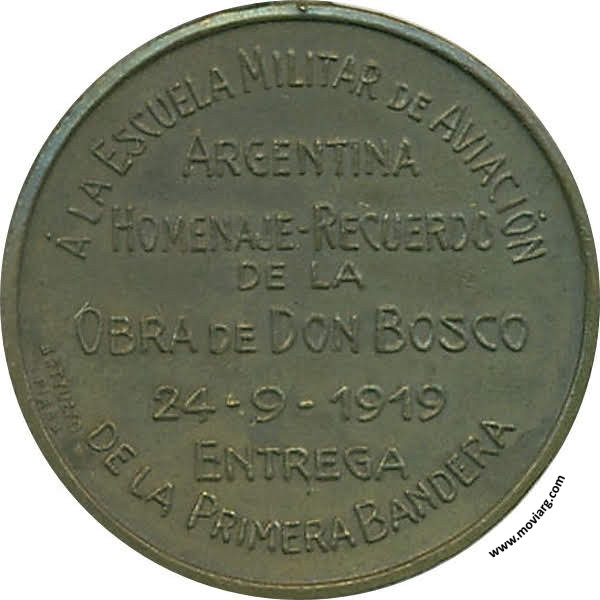 Á LA ESCUELA MILITAR DE AVIACIÓN
ARGENTINA
HOMENAJE-RECUERDO
DE LA
OBRA DE DON BOSCO
24-9-1919
ENTREGA
DE LA PRIMERA BANDERA
www.moviarg.com